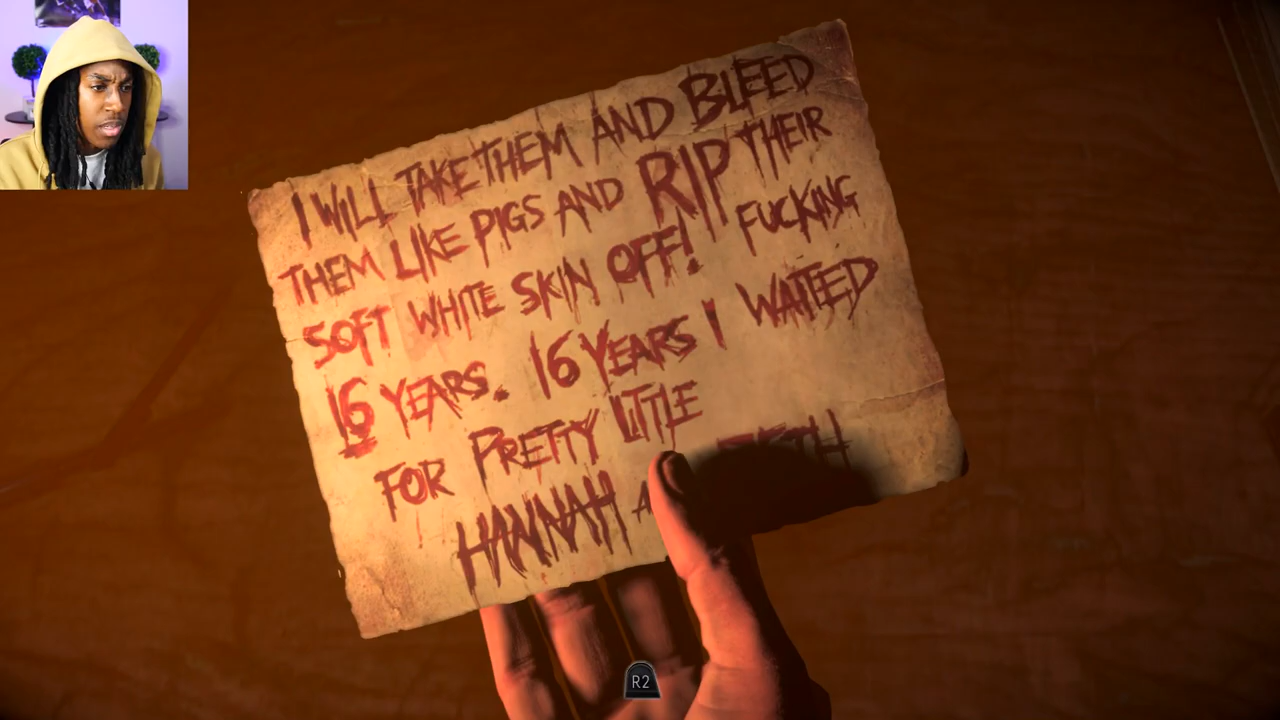 I WILL TAKE THEM AND BLEED
THEM LIKE PIGS AND RIP THEIR
SOFT WHITE SKIN OFF! FUCKING
16 YEARS. 16 YEARS I WAITED
FOR PRETTY LITTLE
HANNAH
R2